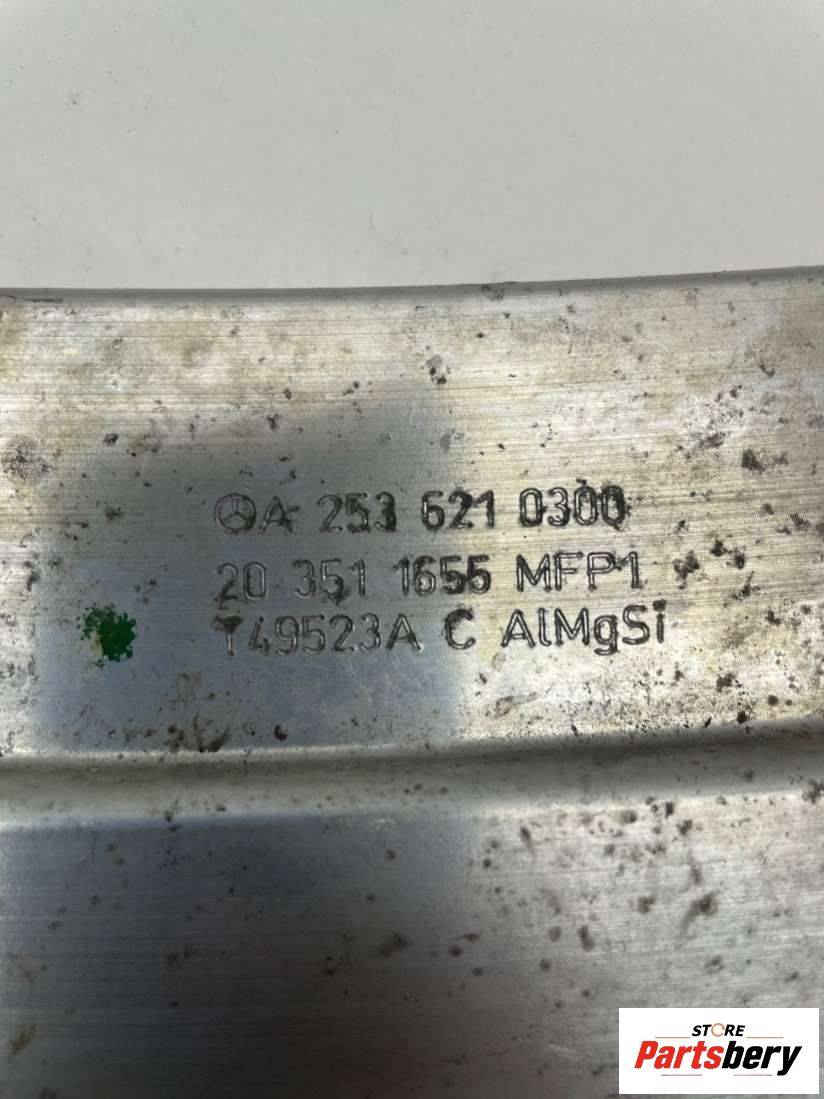 A 253 621 0300
20 351 1655 MFP1
T49523A C AlMgSi
STORE
Partsbery